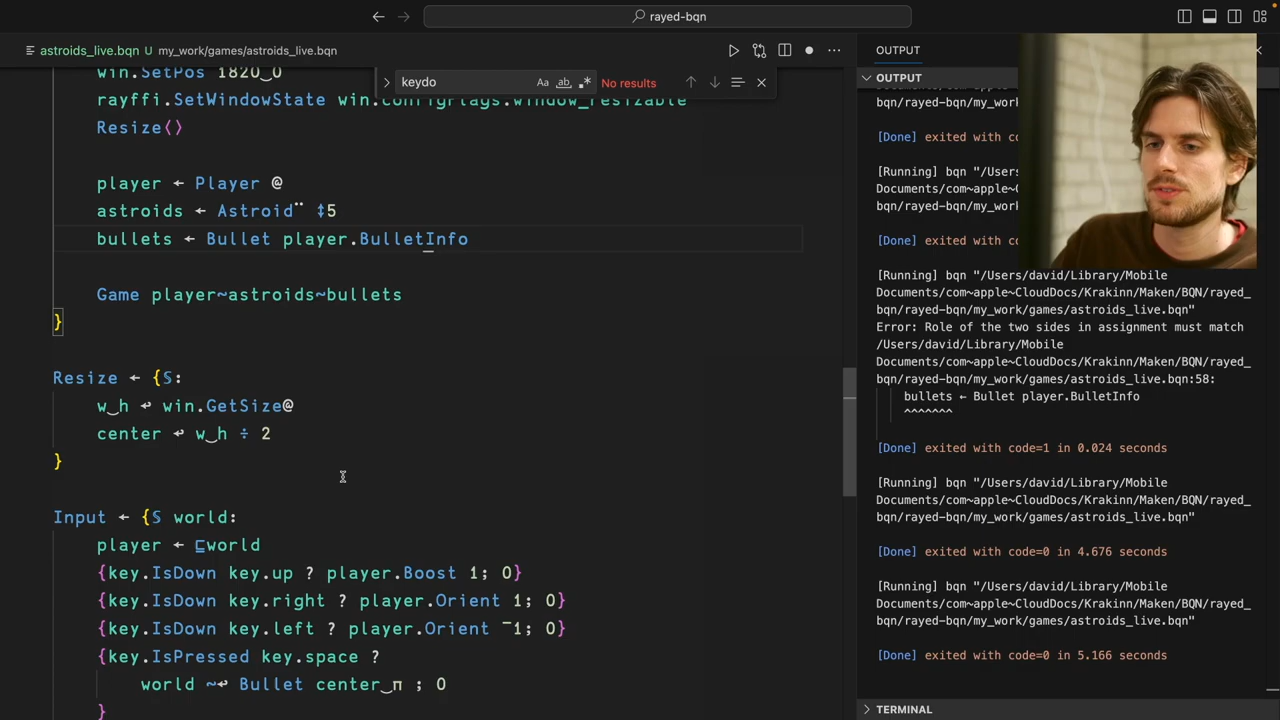 rayed-bqn
astroids_live.bqn U my_work/games/astroids_live.bqn
OUTPUT
keydo
Aa ab .*
No results
win.SetPos 1820‿0
rayffi.SetWindowState win.configFlags.window_resizable
Resize⟨⟩
player ← Player @
astroids ← Astroid¨ ↕5
bullets ← Bullet player.BulletInfo
Game player~astroids~bullets
}
Resize ← {𝕊:
w‿h ↩ win.GetSize@
center ↩ w‿h ÷ 2
}
Input ← {𝕊 world:
player ← ⊑world
{key.IsDown key.up ? player.Boost 1; 0}
{key.IsDown key.right ? player.Orient 1; 0}
{key.IsDown key.left ? player.Orient ¯1; 0}
{key.IsPressed key.space ?
world ~↩ Bullet center‿π ; 0
}
OUTPUT
bqn/rayed-bqn/my_work
[Done] exited with co
[Running] bqn "/Users
Documents/com~apple~C
bqn/rayed-bqn/my_work
[Done] exited with co
[Running] bqn "/Users/david/Library/Mobile
Documents/com~apple~CloudDocs/Krakinn/Maken/BQN/rayed_
bqn/rayed-bqn/my_work/games/astroids_live.bqn"
Error: Role of the two sides in assignment must match
/Users/david/Library/Mobile
Documents/com~apple~CloudDocs/Krakinn/Maken/BQN/rayed_
bqn/rayed-bqn/my_work/games/astroids_live.bqn:58:
bullets ← Bullet player.BulletInfo
^^^^^^^
[Done] exited with code=1 in 0.024 seconds
[Running] bqn "/Users/david/Library/Mobile
Documents/com~apple~CloudDocs/Krakinn/Maken/BQN/rayed_
bqn/rayed-bqn/my_work/games/astroids_live.bqn"
[Done] exited with code=0 in 4.676 seconds
[Running] bqn "/Users/david/Library/Mobile
Documents/com~apple~CloudDocs/Krakinn/Maken/BQN/rayed_
bqn/rayed-bqn/my_work/games/astroids_live.bqn"
[Done] exited with code=0 in 5.166 seconds
TERMINAL